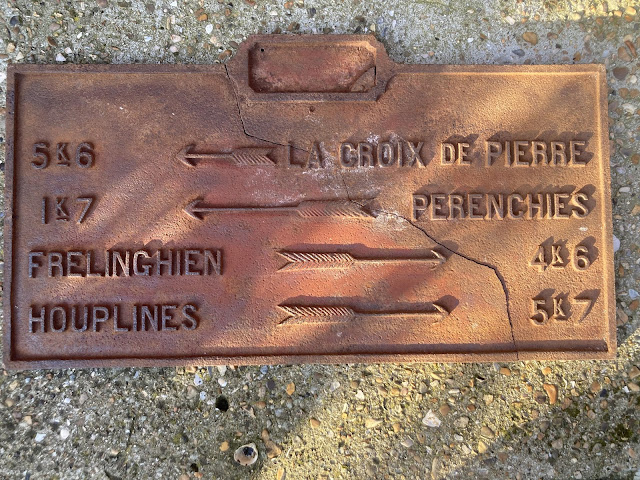 5K6 LA CROIX DE PIERRE
1K7 PERENCHIES
FRELINGHIEN 4K6
HOUPLINES 5K7